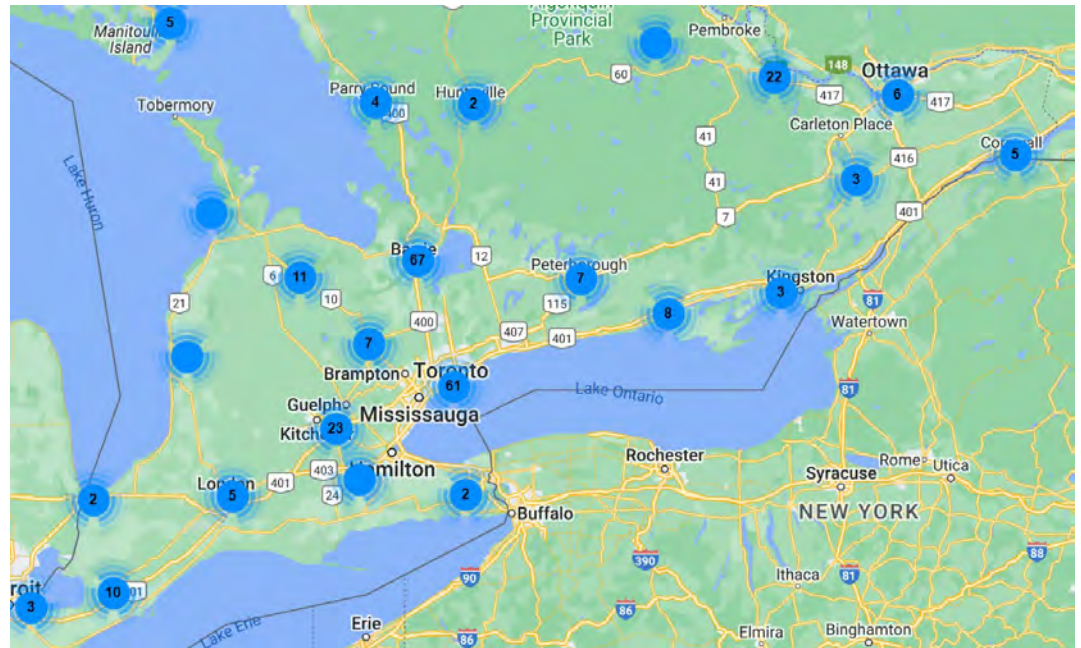 Provincial
Park
5
Manitoulin
Island
Pembroke
60
22
148
Ottawa
417
6
417
Tobermory
Parry Sound
4
400
Huntsville
2
41
Carleton Place
416
Cornwall
5
Lake Huron
41
3
401
7
Barrie
67
12
6
11
10
Peterborough
7
115
Kingston
3
81
21
400
407
401
8
Watertown
7
Brampton
Toronto
61
Lake Ontario
81
Guelph
Mississauga
23
Rochester
Hamilton
403
401
24
London
5
2
2
Buffalo
Syracuse
Rome
Utica
NEW YORK
390
88
90
Ithaca
81
10
3
86
Lake Erie
Erie
86
Elmira
Binghamton